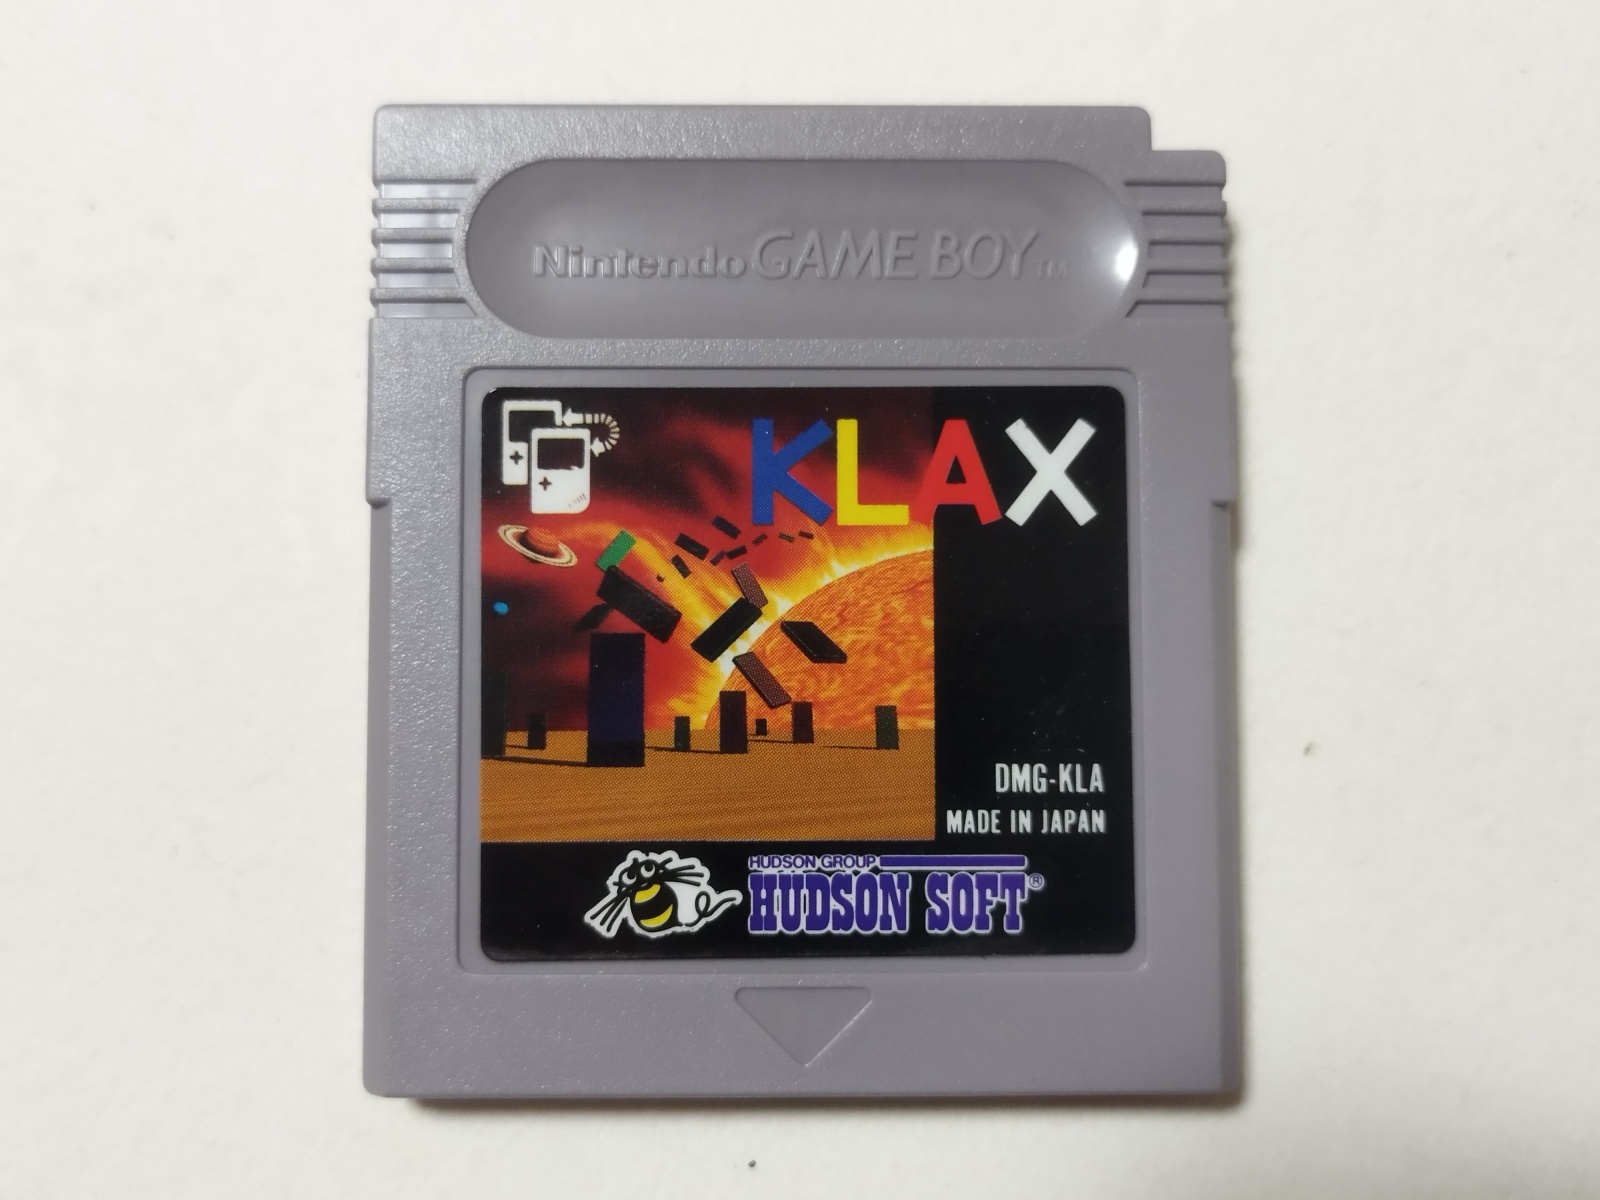 Nintendo GAME BOY TM
KLAX
DMG-KLA
MADE IN JAPAN
HUDSON GROUP
HUDSON SOFT®